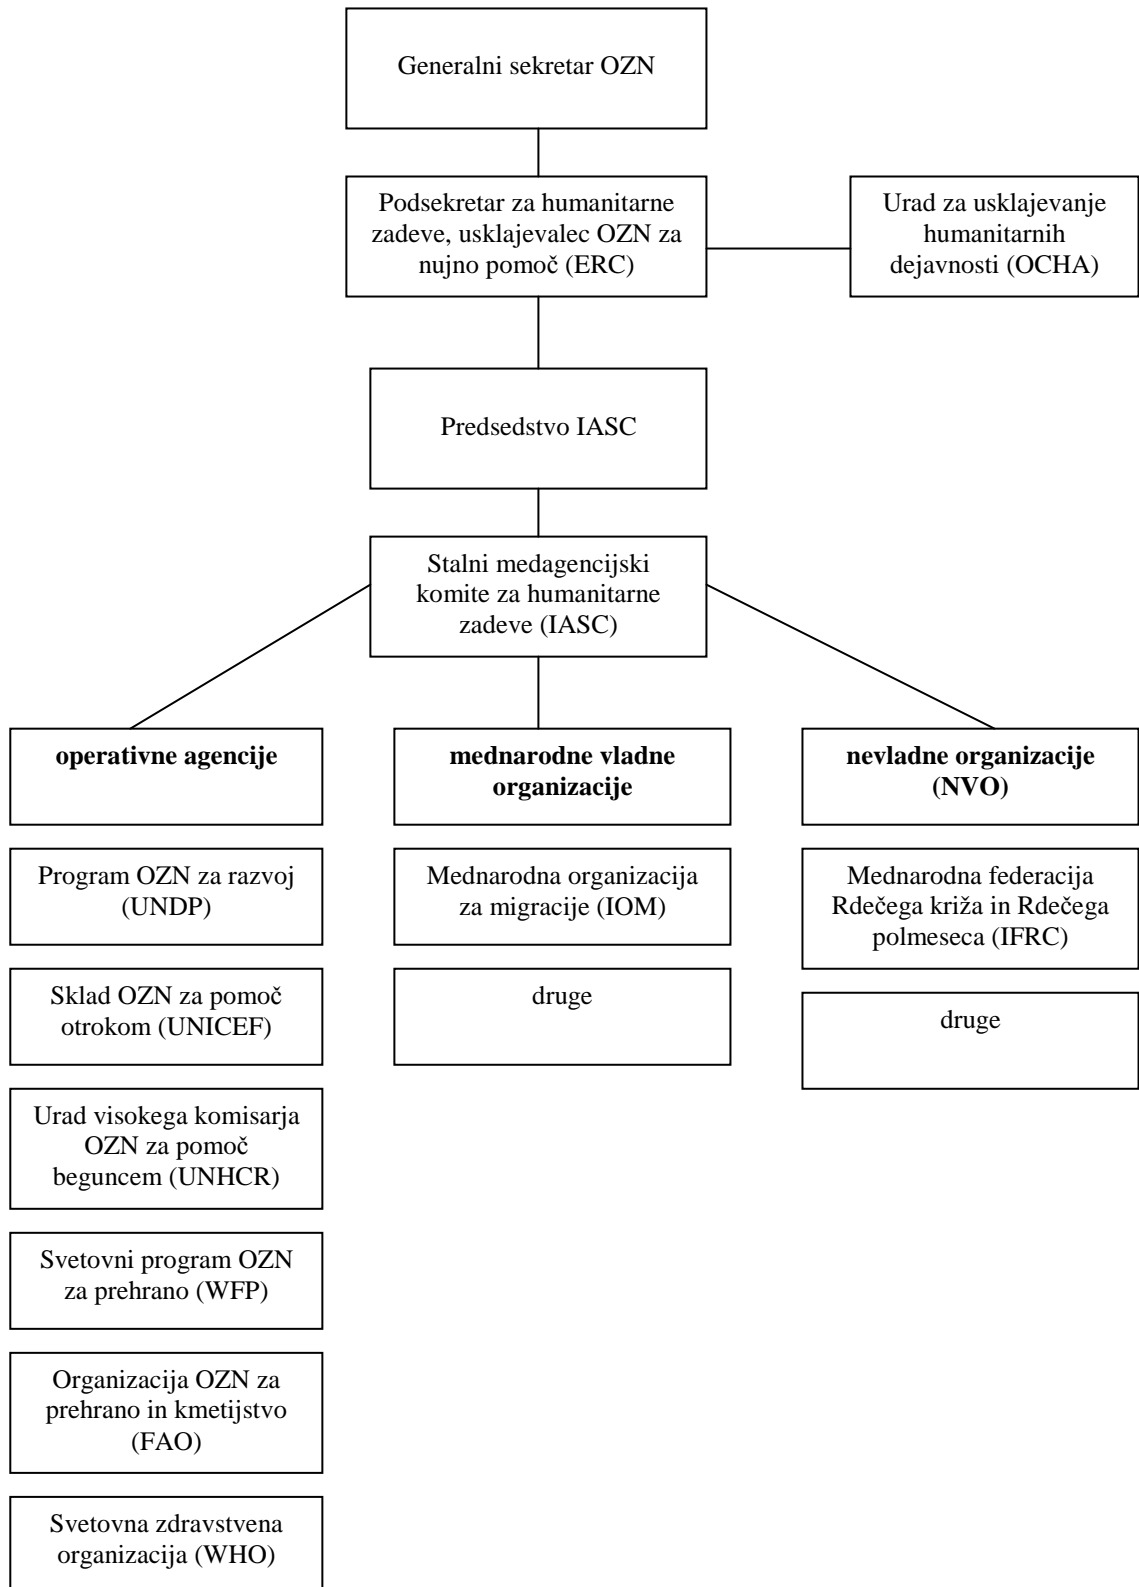 Generalni sekretar OZN
Podsekretar za humanitarne
zadeve, usklajevalec OZN za
nujno pomoč (ERC)
Urad za usklajevanje
humanitarnih
dejavnosti (OCHA)
Predsedstvo IASC
Stalni medagencijski
komite za humanitarne
zadeve (IASC)
operativne agencije
mednarodne vladne
organizacije
nevladne organizacije
(NVO)
Program OZN za razvoj
(UNDP)
Mednarodna organizacija
za migracije (IOM)
Mednarodna federacija
Rdečega križa in Rdečega
polmeseca (IFRC)
Sklad OZN za pomoč
otrokom (UNICEF)
druge
druge
Urad visokega komisarja
OZN za pomoč
beguncem (UNHCR)
Svetovni program OZN
za prehrano (WFP)
Organizacija OZN za
prehrano in kmetijstvo
(FAO)
Svetovna zdravstvena
organizacija (WHO)